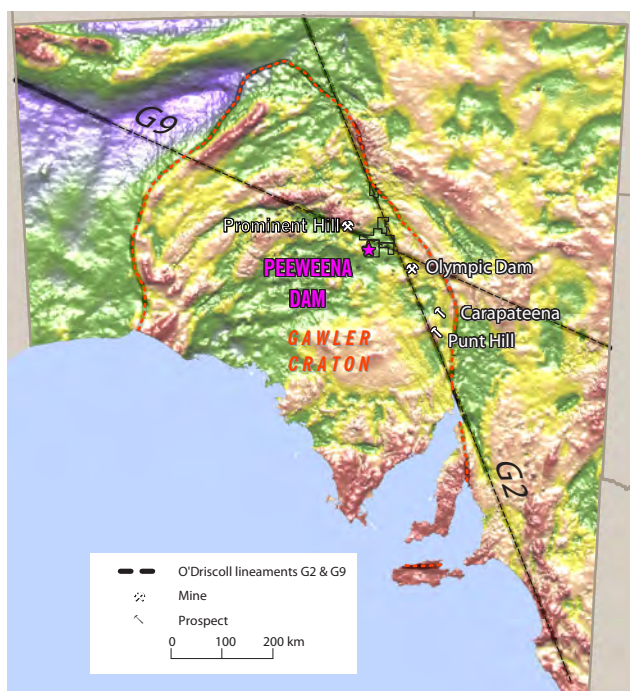 G9
Prominent Hill
PEEWEENA
DAM
Olympic Dam
GAWLER
CRATON
Carapateena
Punt Hill
G2
O'Driscoll lineaments G2 & G9
Mine
Prospect
0 100 200 km